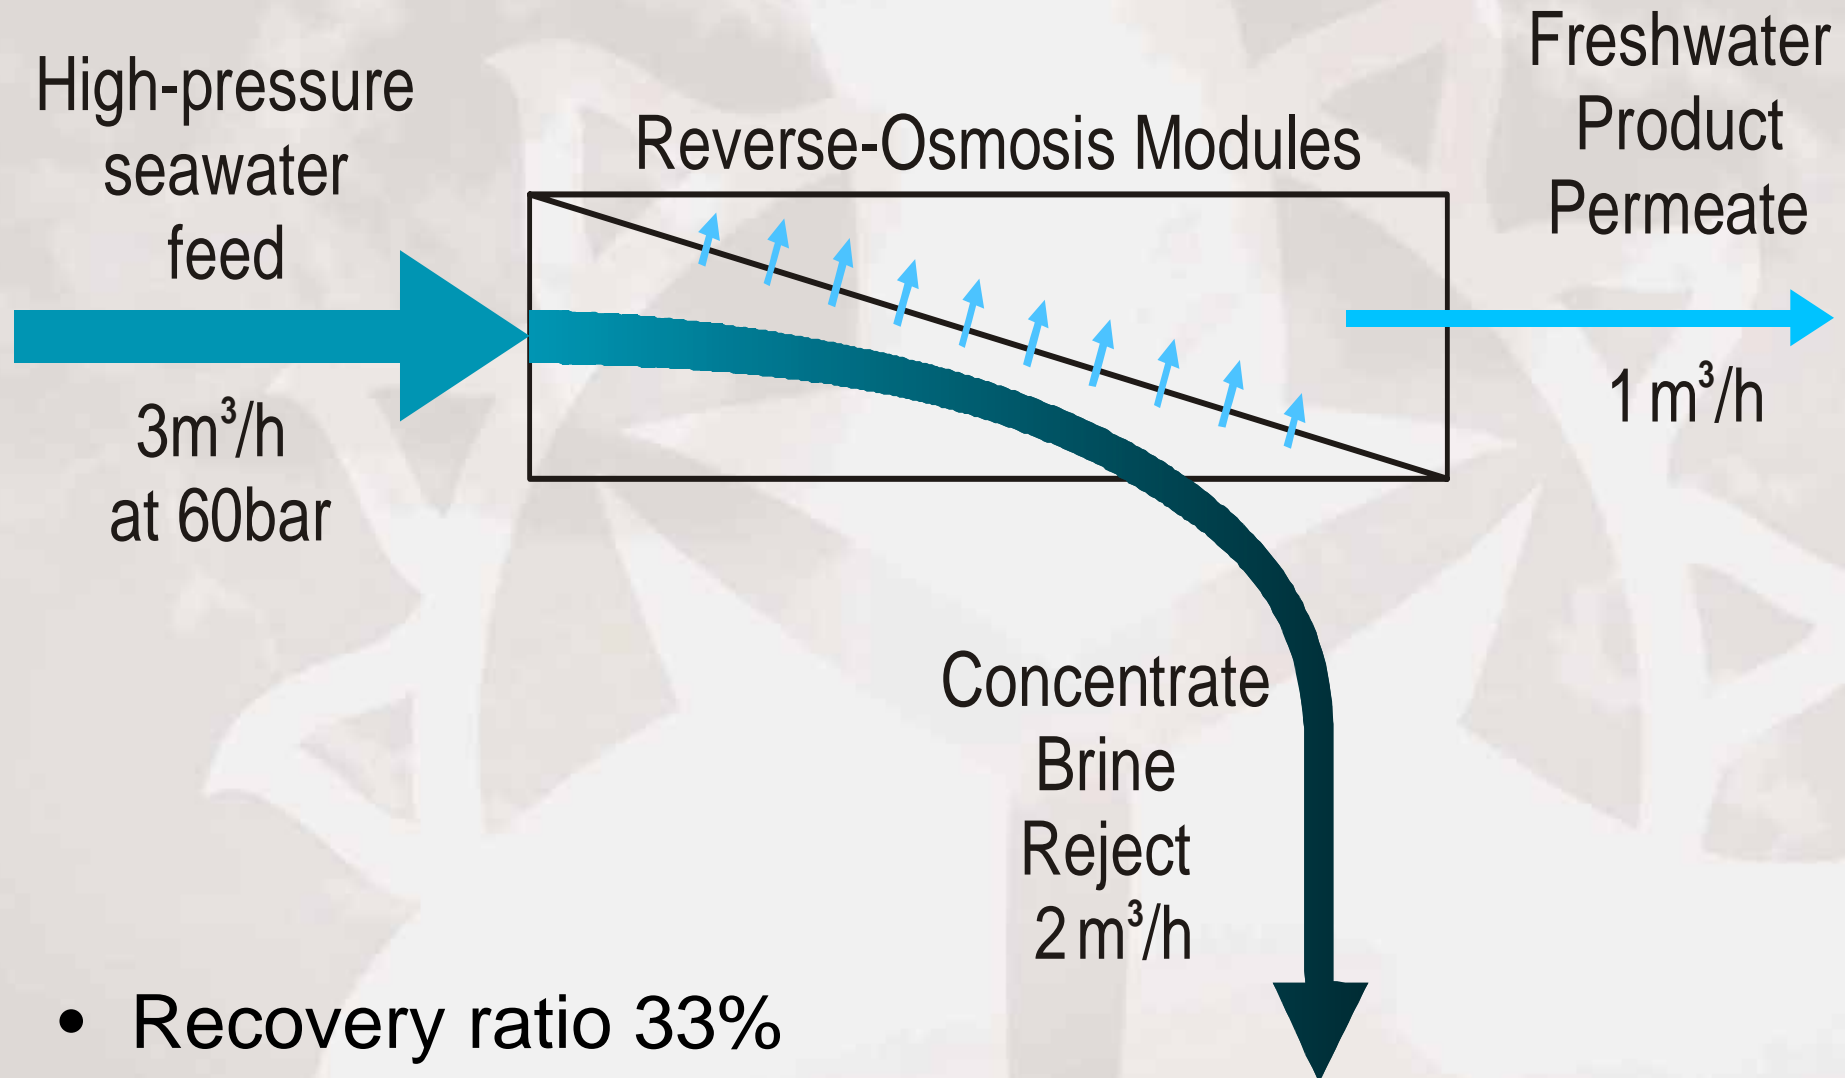 High-pressure
seawater
feed
3m³/h
at 60bar
Reverse-Osmosis Modules
Freshwater
Product
Permeate
1 m³/h
Concentrate
Brine
Reject
2 m³/h
• Recovery ratio 33%